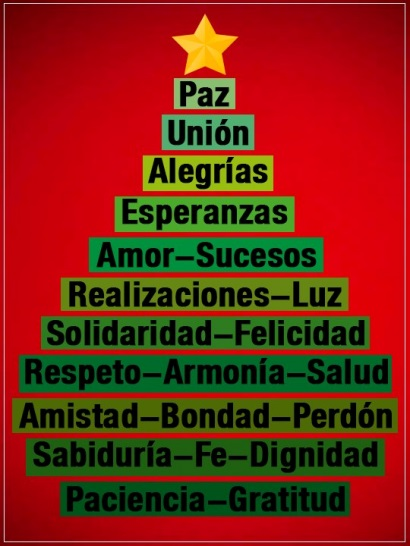 Paz
Unión
Alegrías
Esperanzas
Amor–Sucesos
Realizaciones–Luz
Solidaridad–Felicidad
Respeto–Armonía–Salud
Amistad–Bondad–Perdón
Sabiduría–Fe–Dignidad
Paciencia–Gratitud